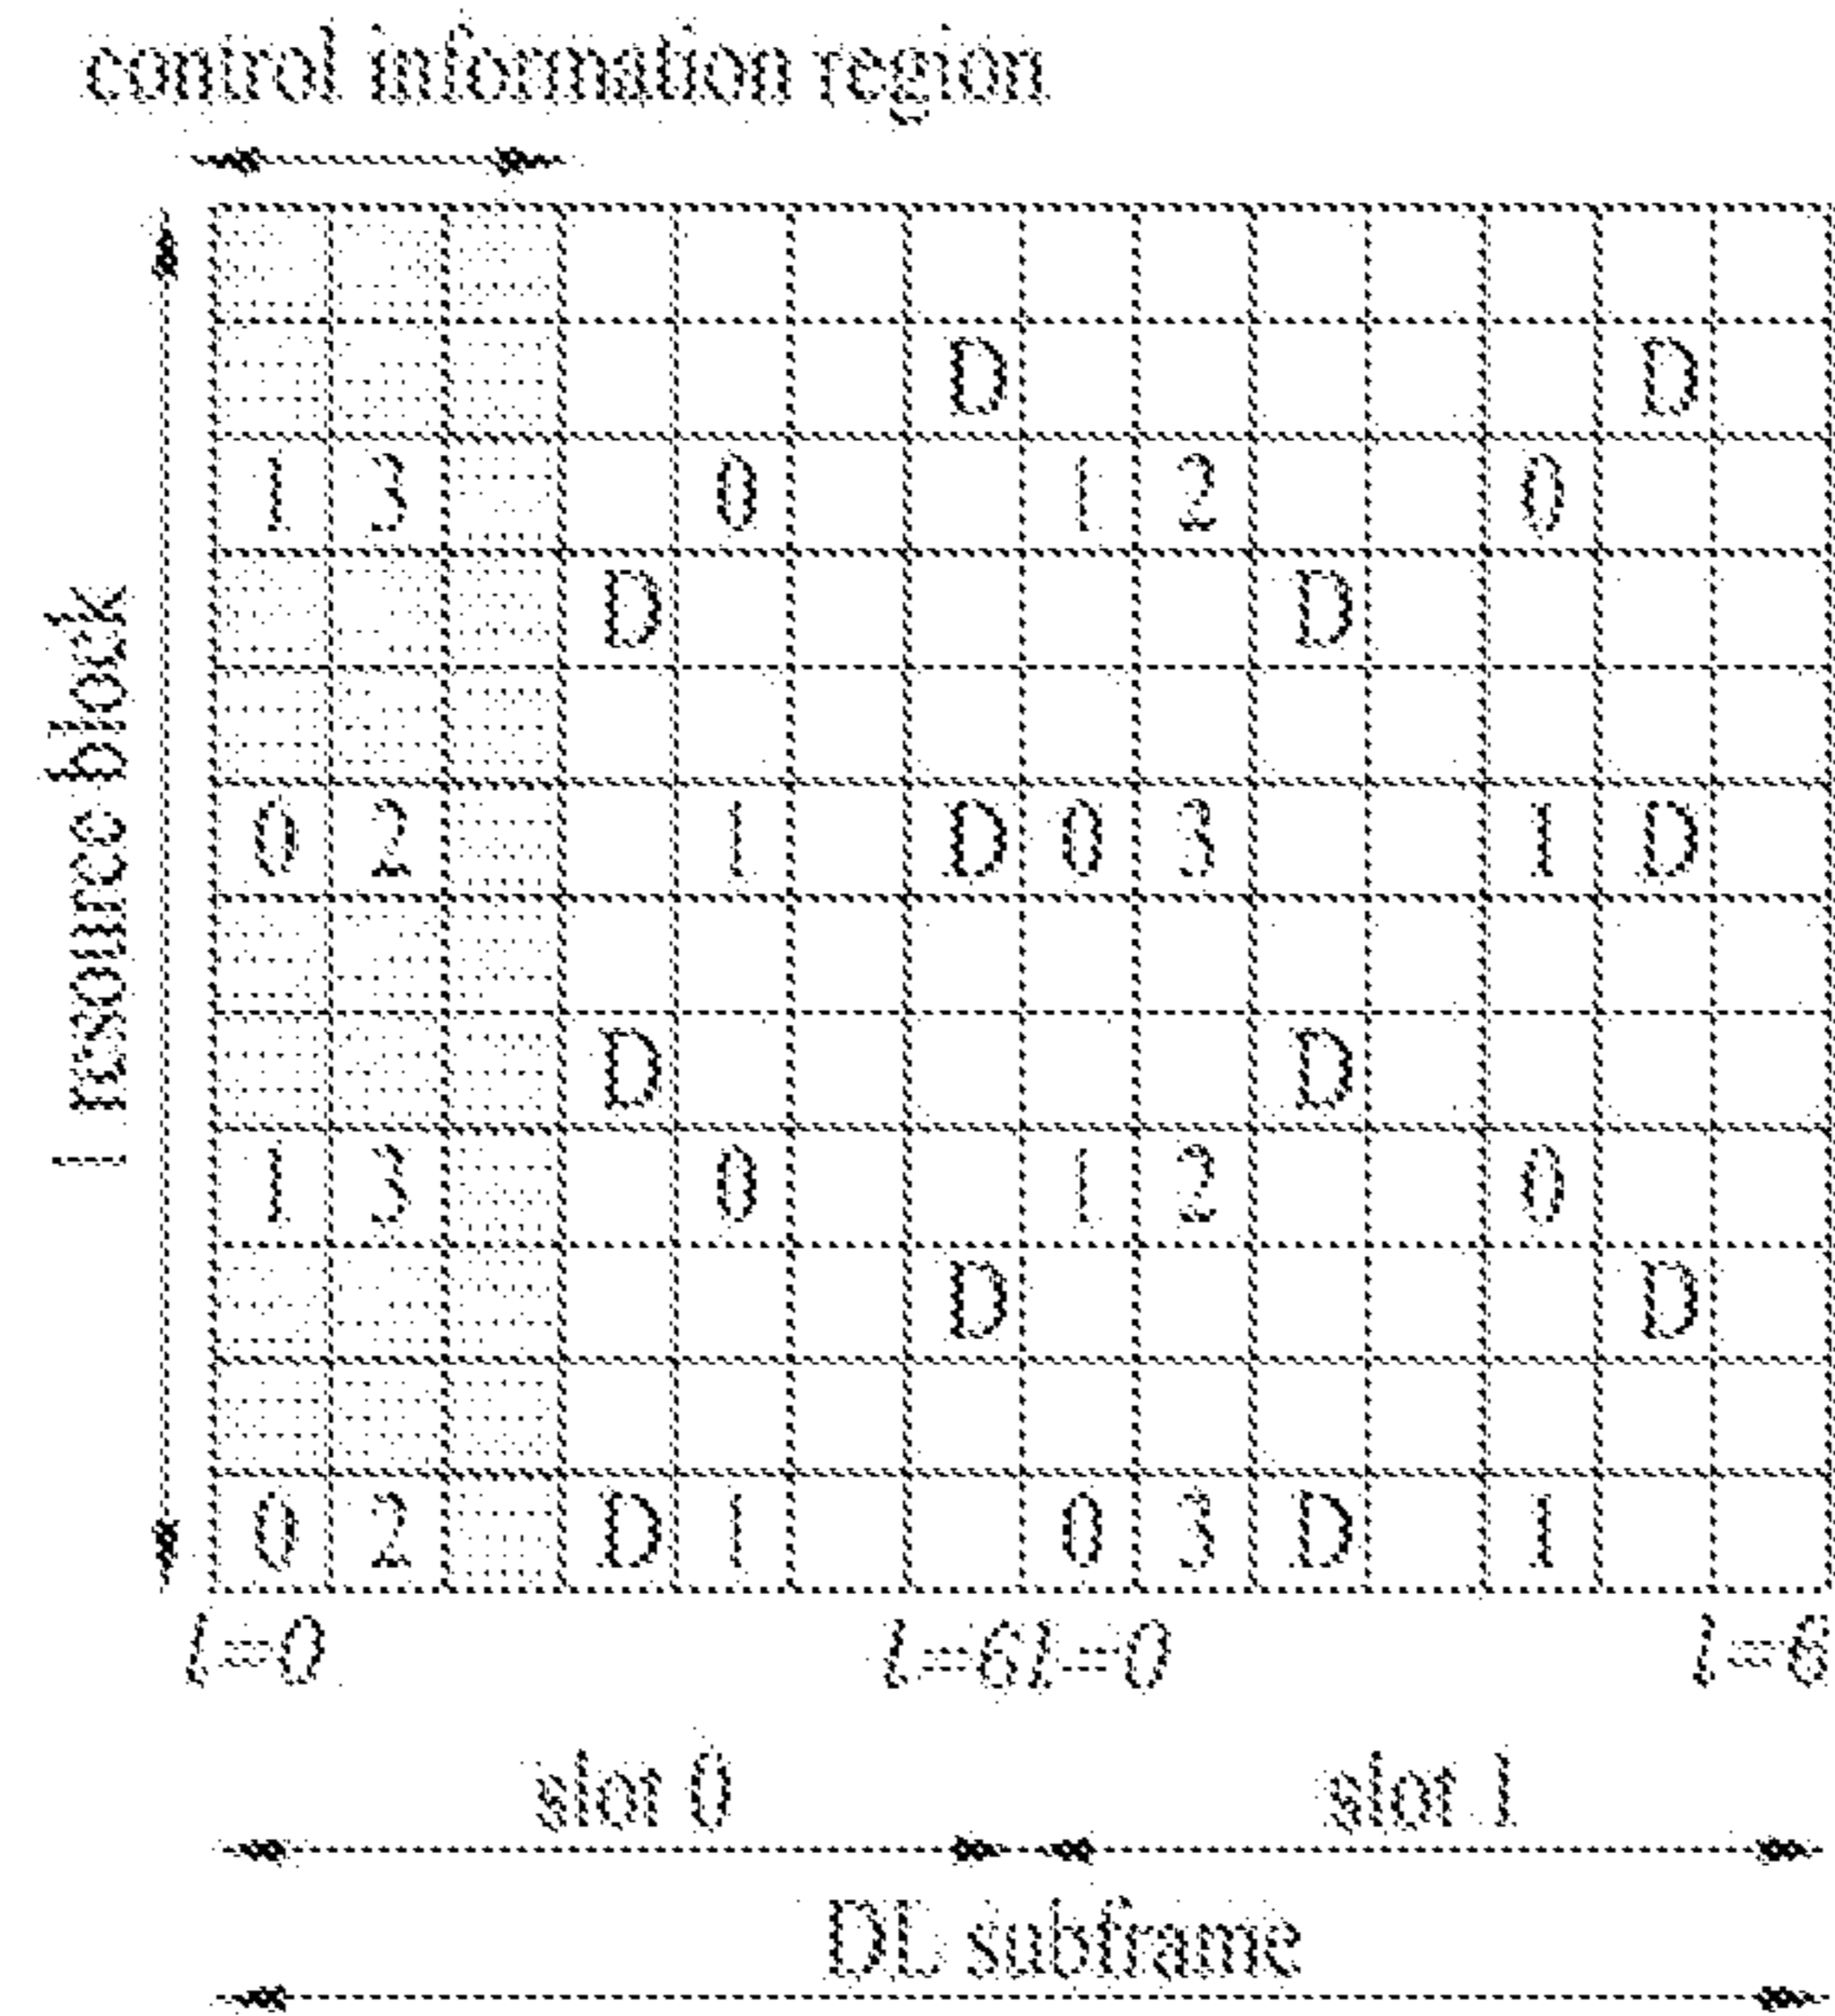 control information region
1 resource block
D D
1 3 0 1 2 0
D D
0 2 1 D 0 3 1 D
D D
1 3 0 1 2 0
D D
0 2 D 1 0 3 D 1
l=0 l=6 l=0 l=6
slot 0 slot 1
DL subframe